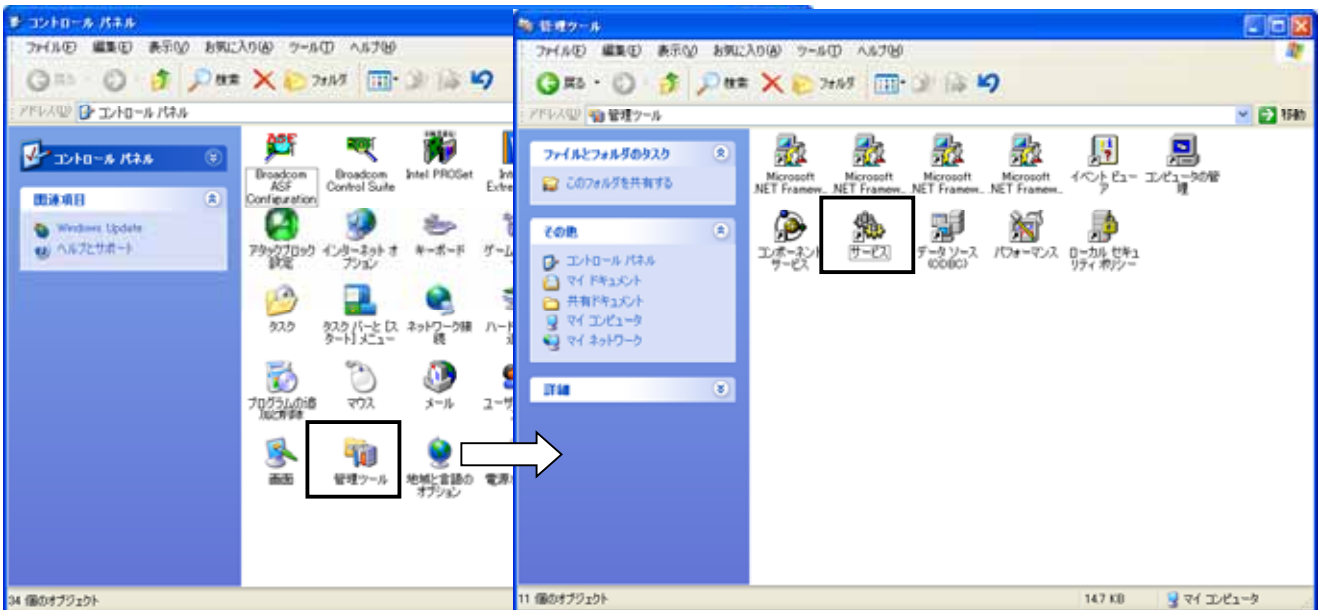 コントロール パネル
ファイル(F) 編集(E) 表示(V) お気に入り(A) ツール(T) ヘルプ(H)
戻る 検索 フォルダ
アドレス(D) コントロール パネル
コントロール パネル
関連項目
Windows Update
ヘルプとサポート
Broadcom
ASF
Configuration
Broadcom
Control Suite
Intel PROSet
アタックブロック
設定
インターネット オ
プション
キーボード
タスク
タスク バーと [ス
タート] メニュー
ネットワーク接
続
プログラムの追
加と削除
マウス
メール
画面
管理ツール
地域と言語の
オプション
34 個のオブジェクト
管理ツール
ファイル(F) 編集(E) 表示(V) お気に入り(A) ツール(T) ヘルプ(H)
戻る 検索 フォルダ
アドレス(D) 管理ツール 移動
ファイルとフォルダのタスク
このフォルダを共有する
その他
コントロール パネル
マイ ドキュメント
共有ドキュメント
マイ コンピュータ
マイ ネットワーク
詳細
Microsoft
.NET Framew...
Microsoft
.NET Framew...
Microsoft
.NET Framew...
Microsoft
.NET Framew...
イベント ビュー
ア
コンピュータの管
理
コンポーネント
サービス
サービス
データ ソース
(ODBC)
パフォーマンス
ローカル セキュ
リティ ポリシー
11 個のオブジェクト
14.7 KB
マイ コンピュータ